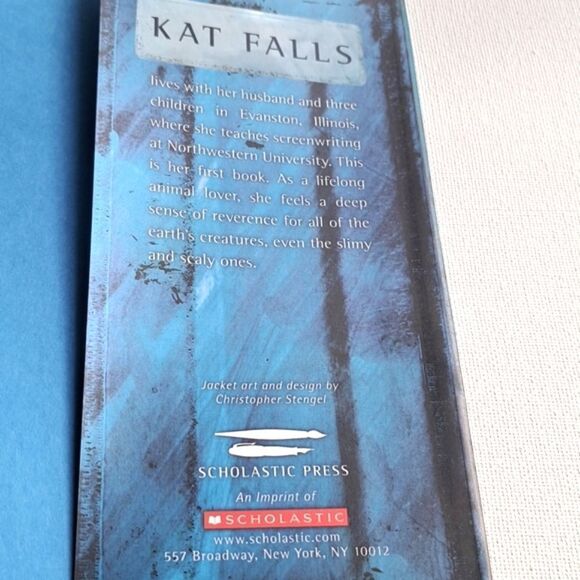 KAT FALLS
lives with her husband and three
children in Evanston, Illinois,
where she teaches screenwriting
at Northwestern University. This
is her first book. As a lifelong
animal lover, she feels a deep
sense of reverence for all of the
earth's creatures, even the slimy
and scaly ones.
Jacket art and design by
Christopher Stengel
SCHOLASTIC PRESS
An Imprint of
SCHOLASTIC
www.scholastic.com
557 Broadway, New York, NY 10012